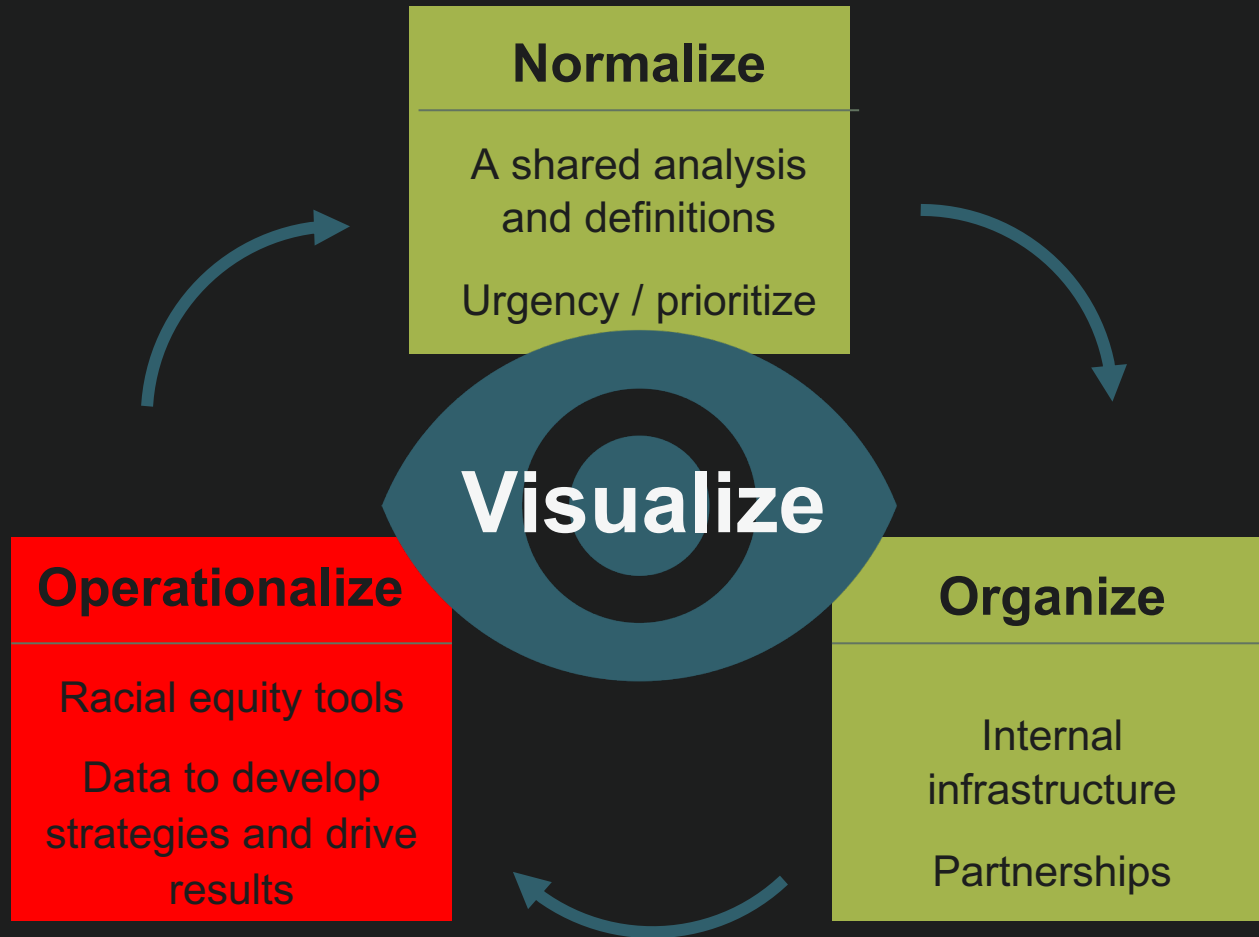 Normalize
A shared analysis
and definitions
Urgency / prioritize
Visualize
Operationalize
Racial equity tools
Data to develop
strategies and drive
results
Organize
Internal
infrastructure
Partnerships